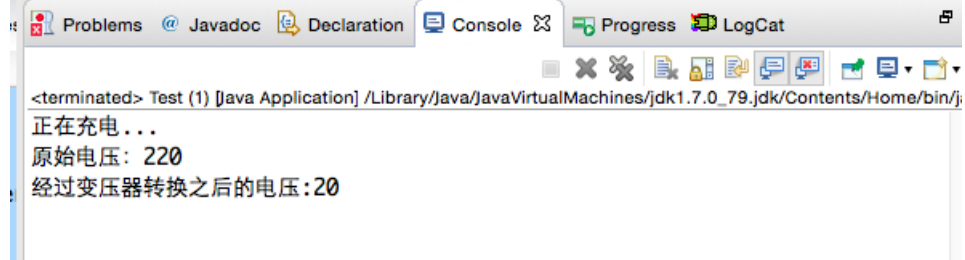 Problems @ Javadoc Declaration Console Progress LogCat
<terminated> Test (1) [Java Application] /Library/Java/JavaVirtualMachines/jdk1.7.0_79.jdk/Contents/Home/bin/j
正在充电...
原始电压：220
经过变压器转换之后的电压:20